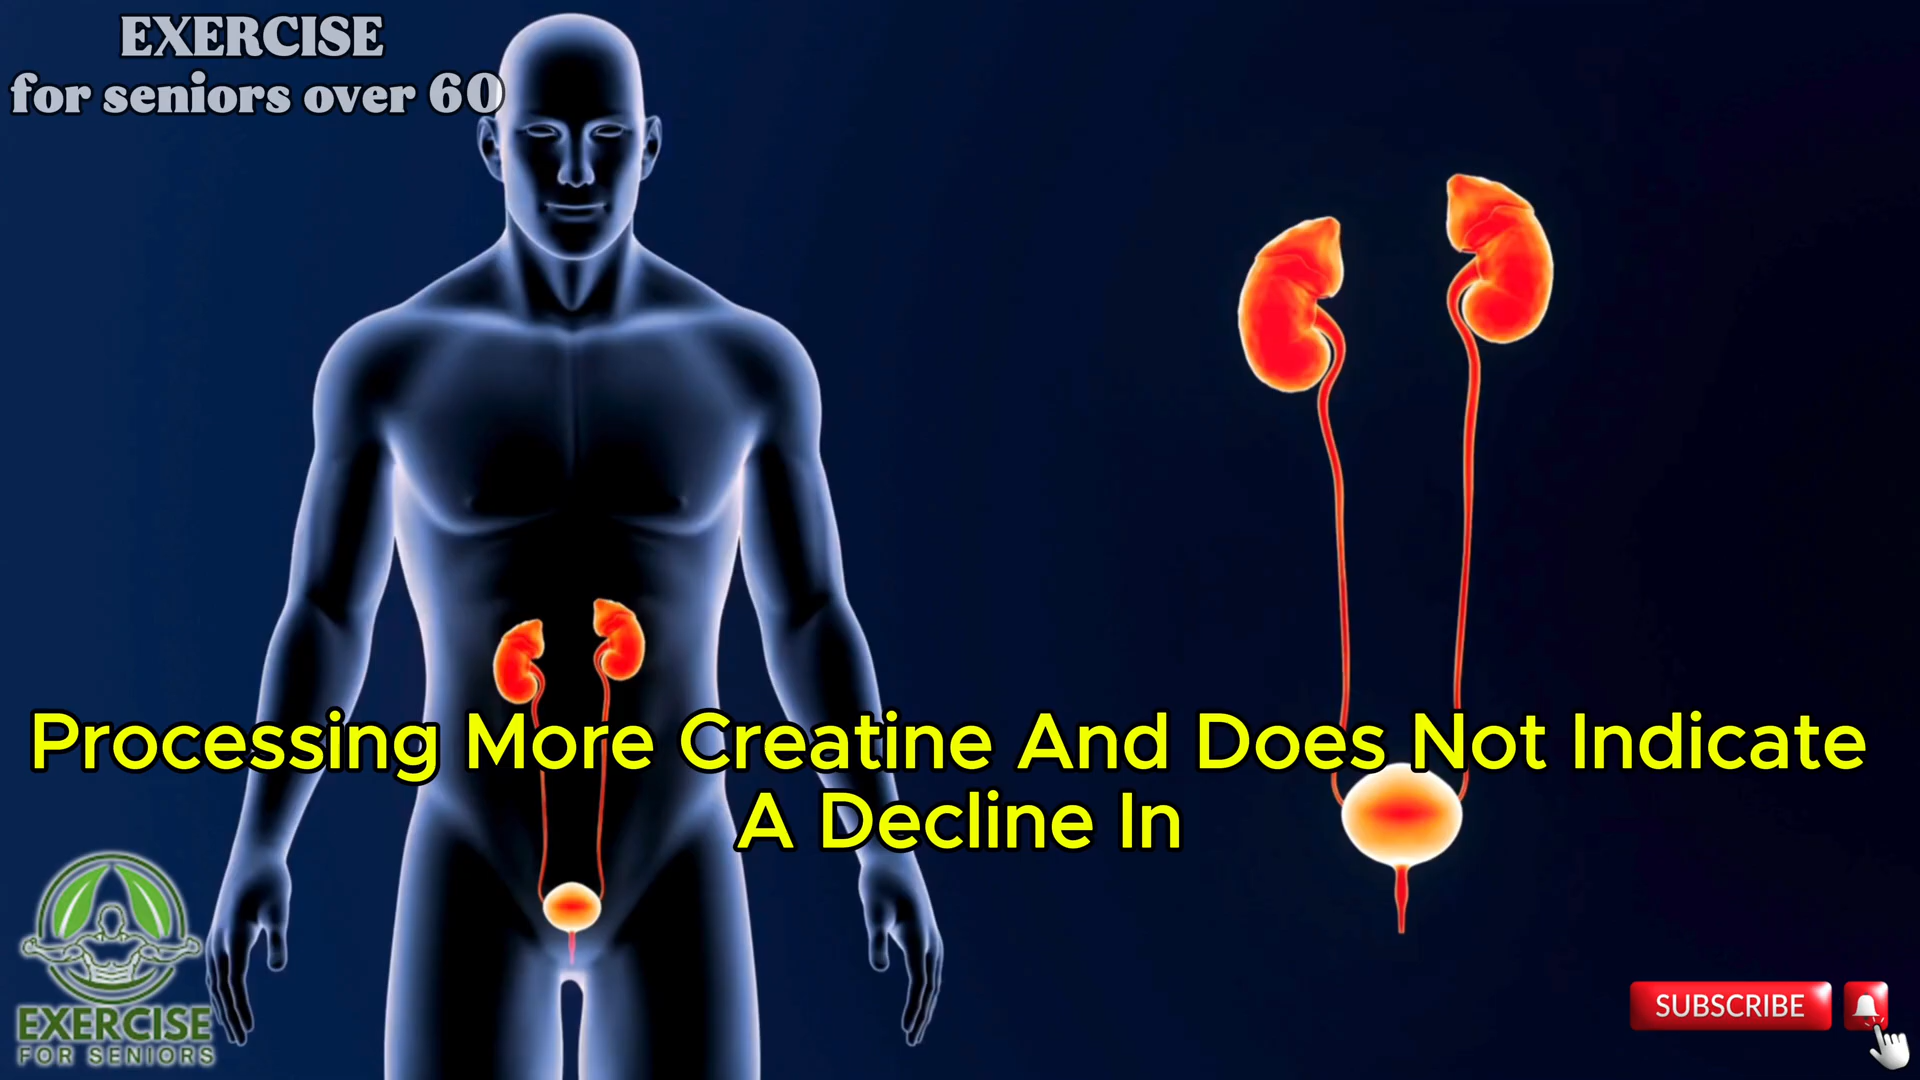 EXERCISE
for seniors over 60
Processing More Creatine And Does Not Indicate
A Decline In
EXERCISE
FOR SENIORS
SUBSCRIBE